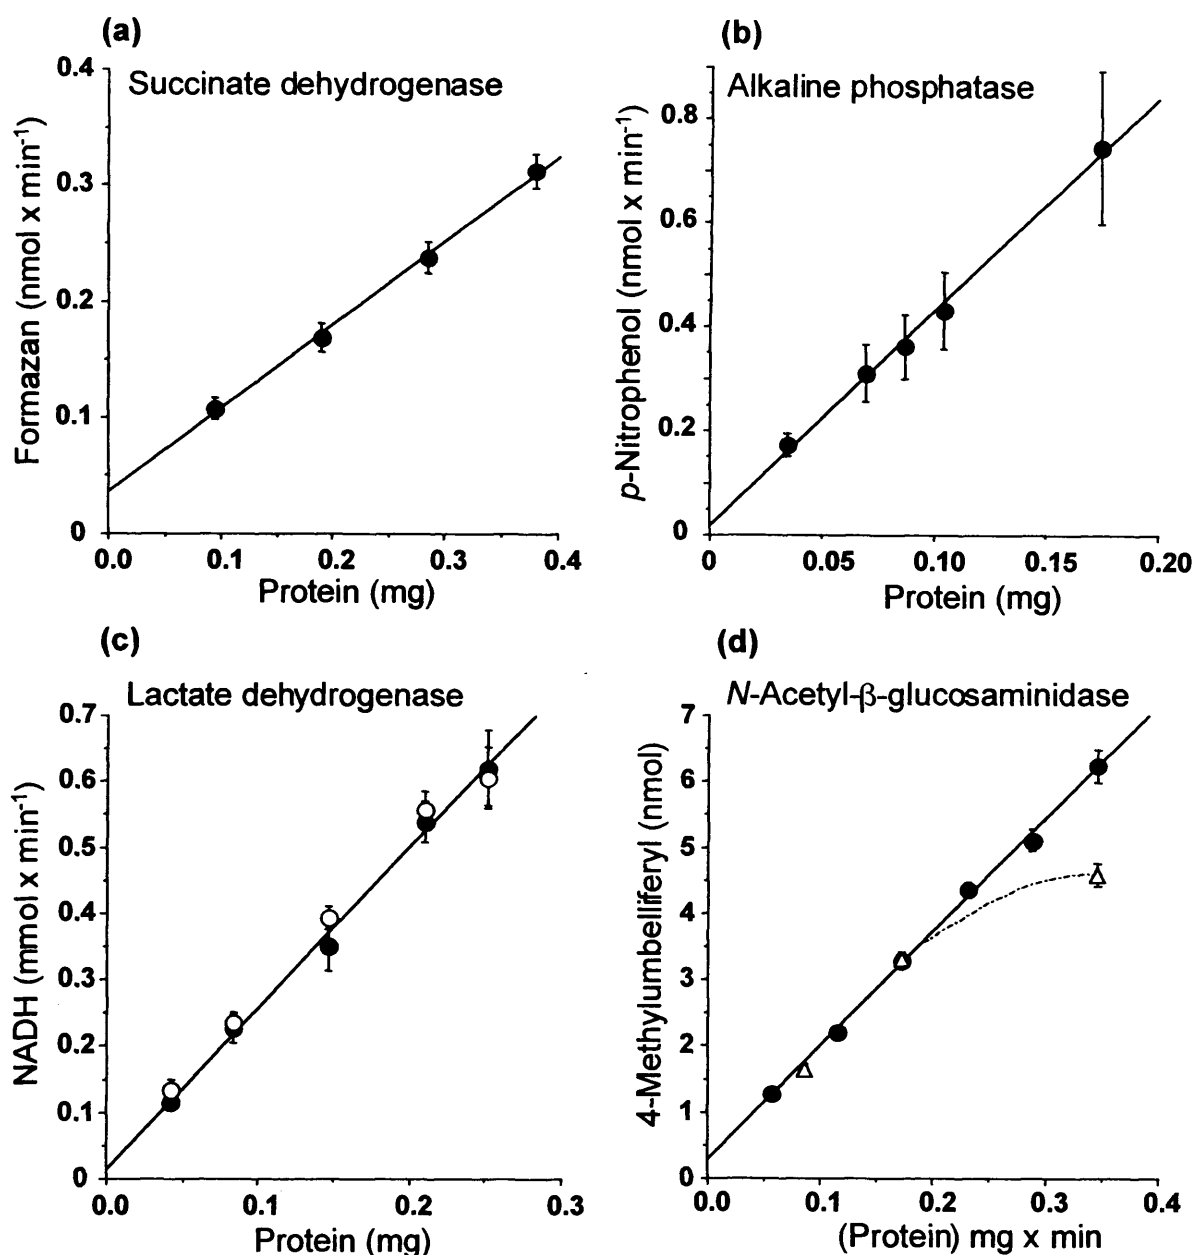 (a)
Succinate dehydrogenase
Formazan (nmol x min⁻¹)
0.4
0.3
0.2
0.1
0
0.0 0.1 0.2 0.3 0.4
Protein (mg)
(b)
Alkaline phosphatase
p-Nitrophenol (nmol x min⁻¹)
0.8
0.6
0.4
0.2
0
0 0.05 0.10 0.15 0.20
Protein (mg)
(c)
Lactate dehydrogenase
NADH (mmol x min⁻¹)
0.7
0.6
0.5
0.4
0.3
0.2
0.1
0
0.0 0.1 0.2 0.3
Protein (mg)
(d)
N-Acetyl-β-glucosaminidase
4-Methylumbelliferyl (nmol)
7
6
5
4
3
2
1
0
0.0 0.1 0.2 0.3 0.4
(Protein) mg x min